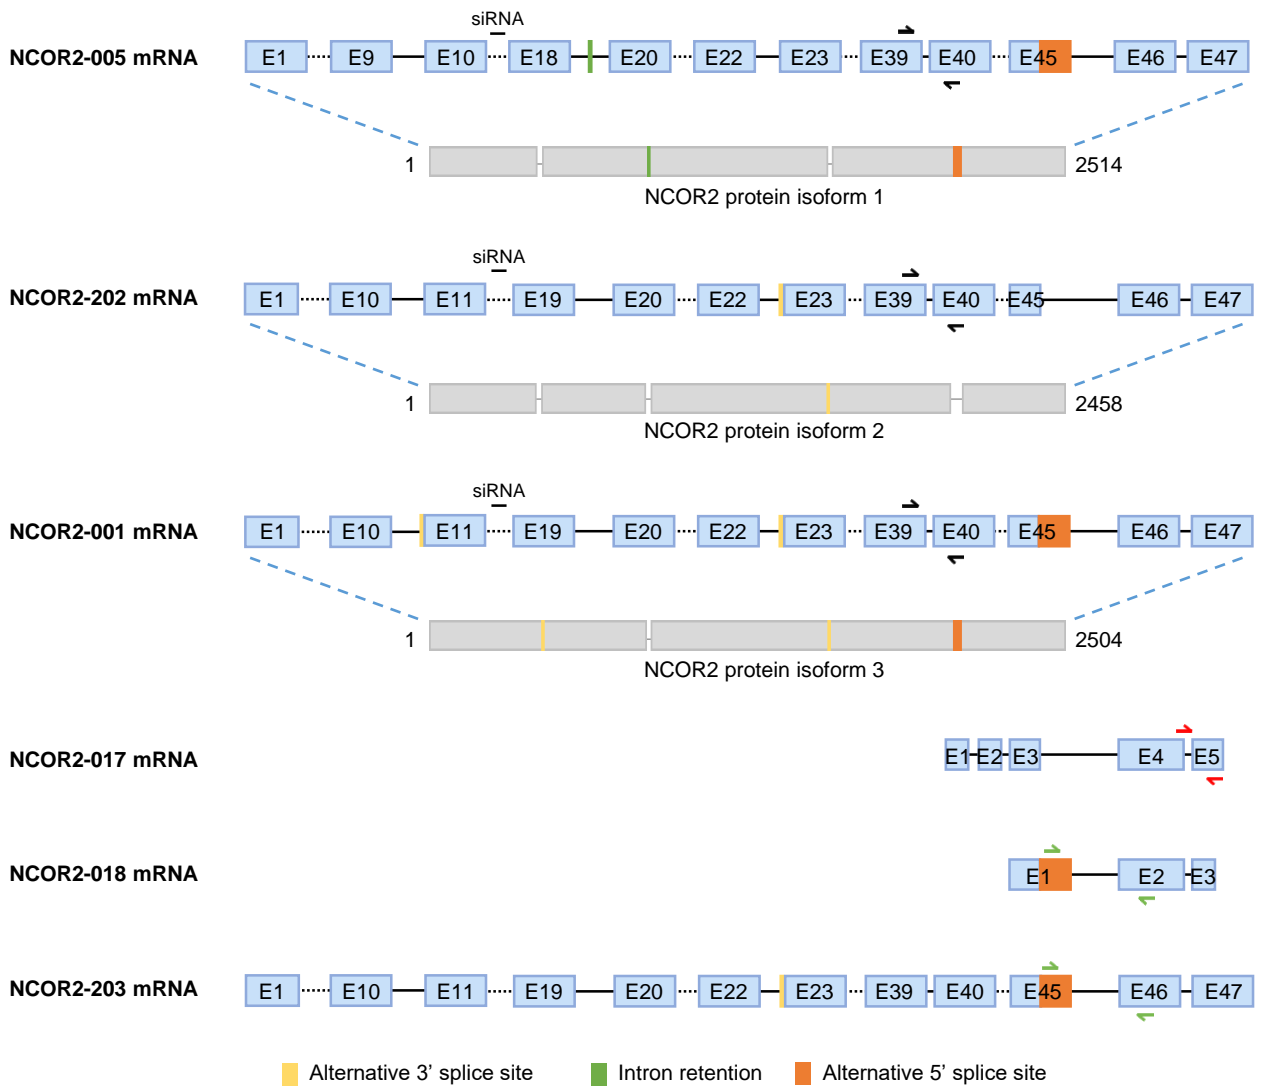 siRNA
NCOR2-005 mRNA E1 E9 E10 E18 E20 E22 E23 E39 E40 E45 E46 E47
1 2514
NCOR2 protein isoform 1
siRNA
NCOR2-202 mRNA E1 E10 E11 E19 E20 E22 E23 E39 E40 E45 E46 E47
1 2458
NCOR2 protein isoform 2
siRNA
NCOR2-001 mRNA E1 E10 E11 E19 E20 E22 E23 E39 E40 E45 E46 E47
1 2504
NCOR2 protein isoform 3
NCOR2-017 mRNA E1 E2 E3 E4 E5
NCOR2-018 mRNA E1 E2 E3
NCOR2-203 mRNA E1 E10 E11 E19 E20 E22 E23 E39 E40 E45 E46 E47
Alternative 3’ splice site Intron retention Alternative 5’ splice site